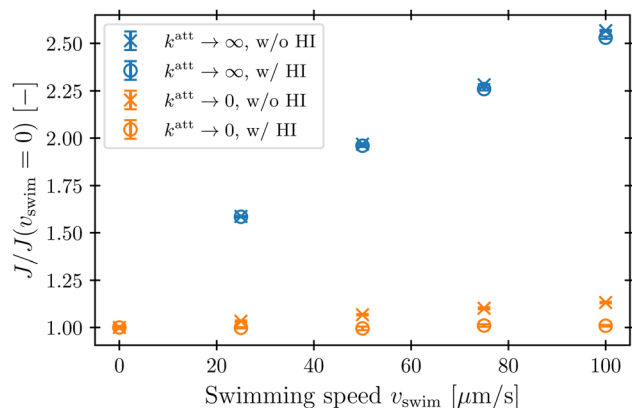 2.50
2.25
2.00
1.75
1.50
1.25
1.00
J/J(v_swim = 0) [−]
k^att → ∞, w/o HI
k^att → ∞, w/ HI
k^att → 0, w/o HI
k^att → 0, w/ HI
0 20 40 60 80 100
Swimming speed v_swim [μm/s]